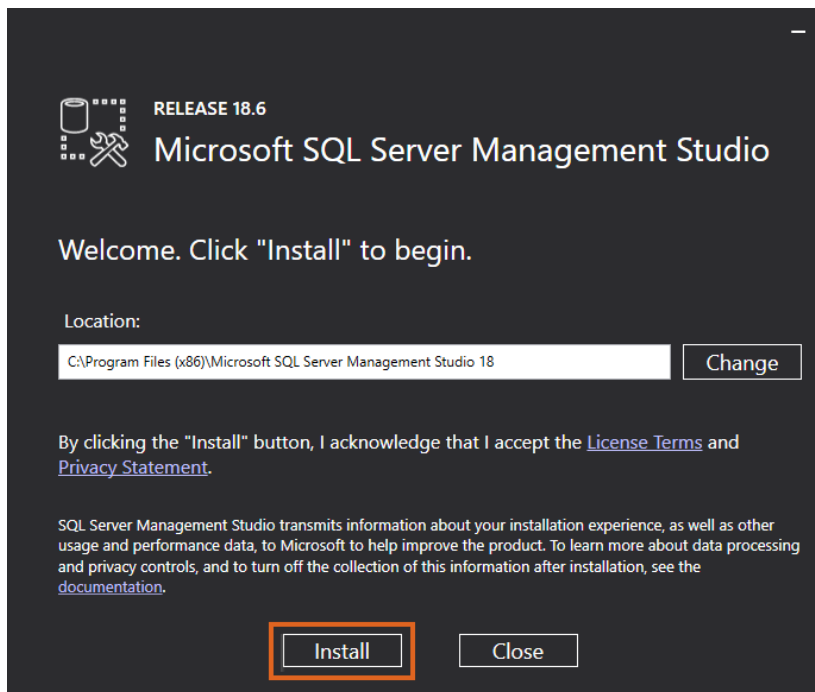 RELEASE 18.6
Microsoft SQL Server Management Studio
Welcome. Click "Install" to begin.
Location:
C:\Program Files (x86)\Microsoft SQL Server Management Studio 18
Change
By clicking the "Install" button, I acknowledge that I accept the License Terms and
Privacy Statement.
SQL Server Management Studio transmits information about your installation experience, as well as other
usage and performance data, to Microsoft to help improve the product. To learn more about data processing
and privacy controls, and to turn off the collection of this information after installation, see the
documentation.
Install
Close